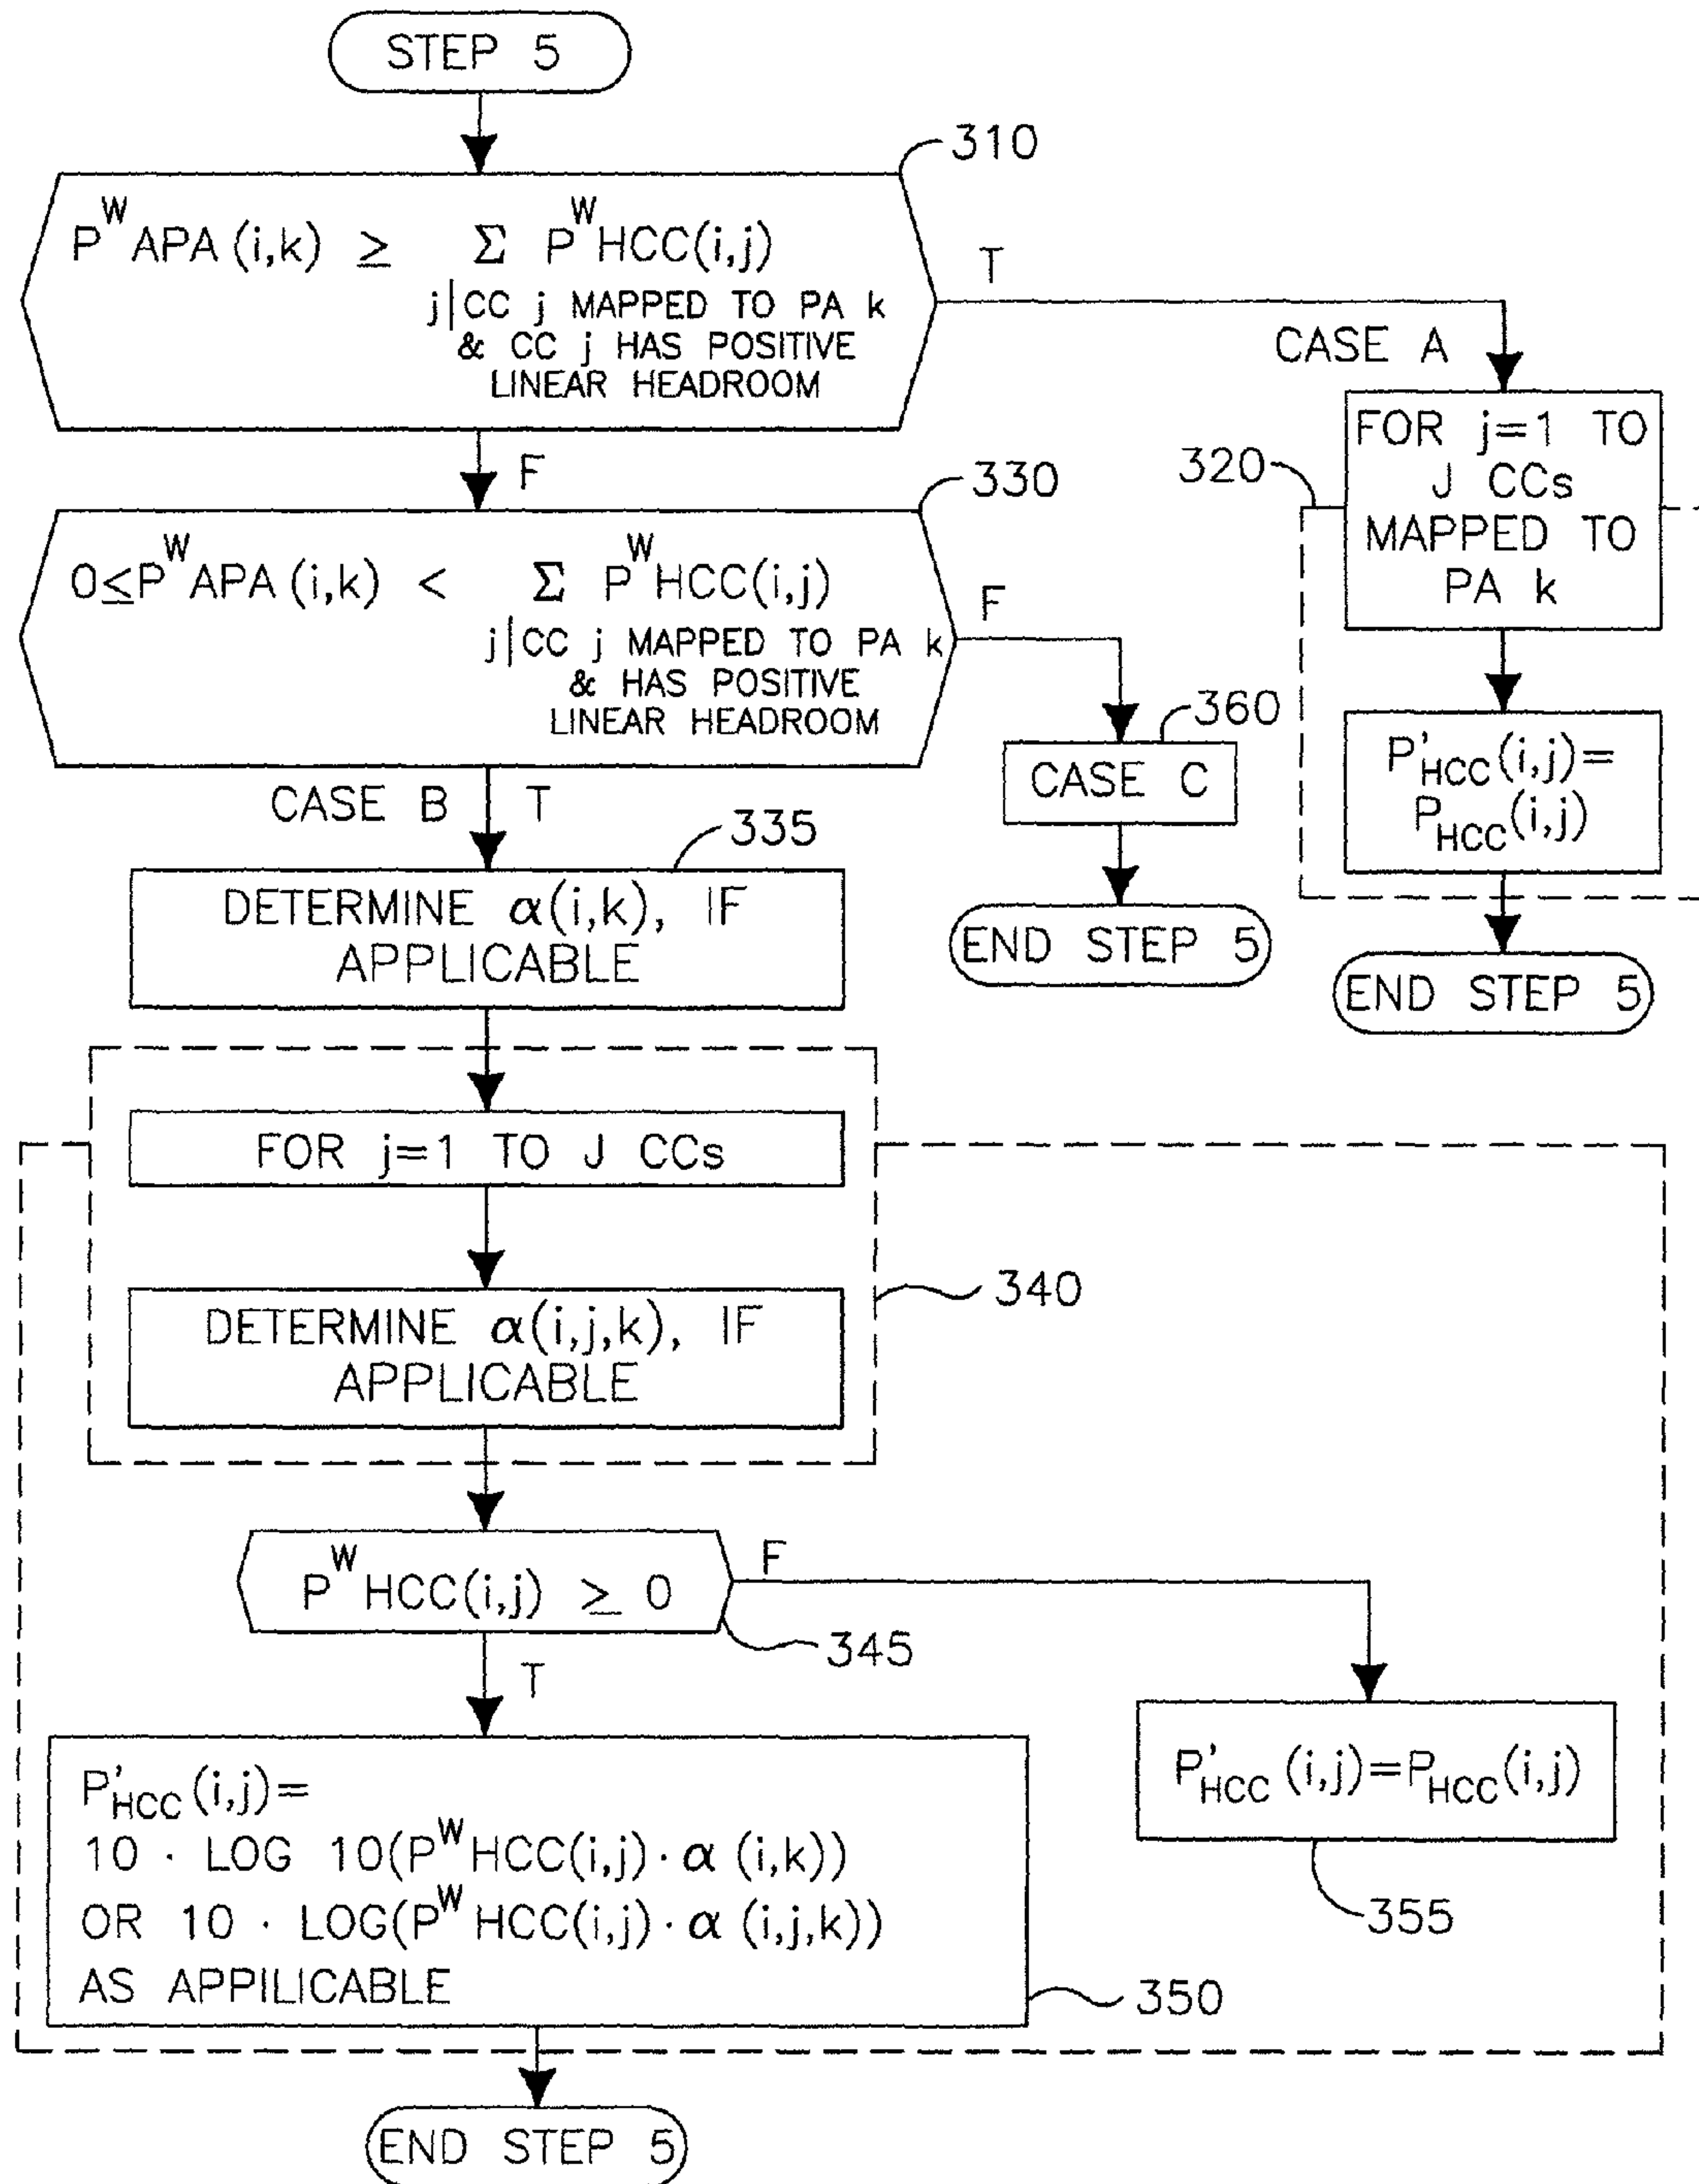 STEP 5
310
P^W APA (i,k) ≥ Σ P^W HCC(i,j)
j|CC j MAPPED TO PA k
& CC j HAS POSITIVE
LINEAR HEADROOM
T
CASE A
F
320
FOR j=1 TO
J CCs
MAPPED TO
PA k
P'HCC(i,j)=
PHCC(i,j)
END STEP 5
330
0≤P^W APA (i,k) < Σ P^W HCC(i,j)
j|CC j MAPPED TO PA k
& HAS POSITIVE
LINEAR HEADROOM
F
360
CASE C
END STEP 5
CASE B T
335
DETERMINE α(i,k), IF
APPLICABLE
FOR j=1 TO J CCs
340
DETERMINE α(i,j,k), IF
APPLICABLE
P^W HCC(i,j) ≥ 0
F
345
T
P'HCC (i,j)=PHCC(i,j)
355
P'HCC (i,j)=
10 · LOG 10(P^W HCC(i,j) · α (i,k))
OR 10 · LOG(P^W HCC(i,j) · α (i,j,k))
AS APPILICABLE
350
END STEP 5